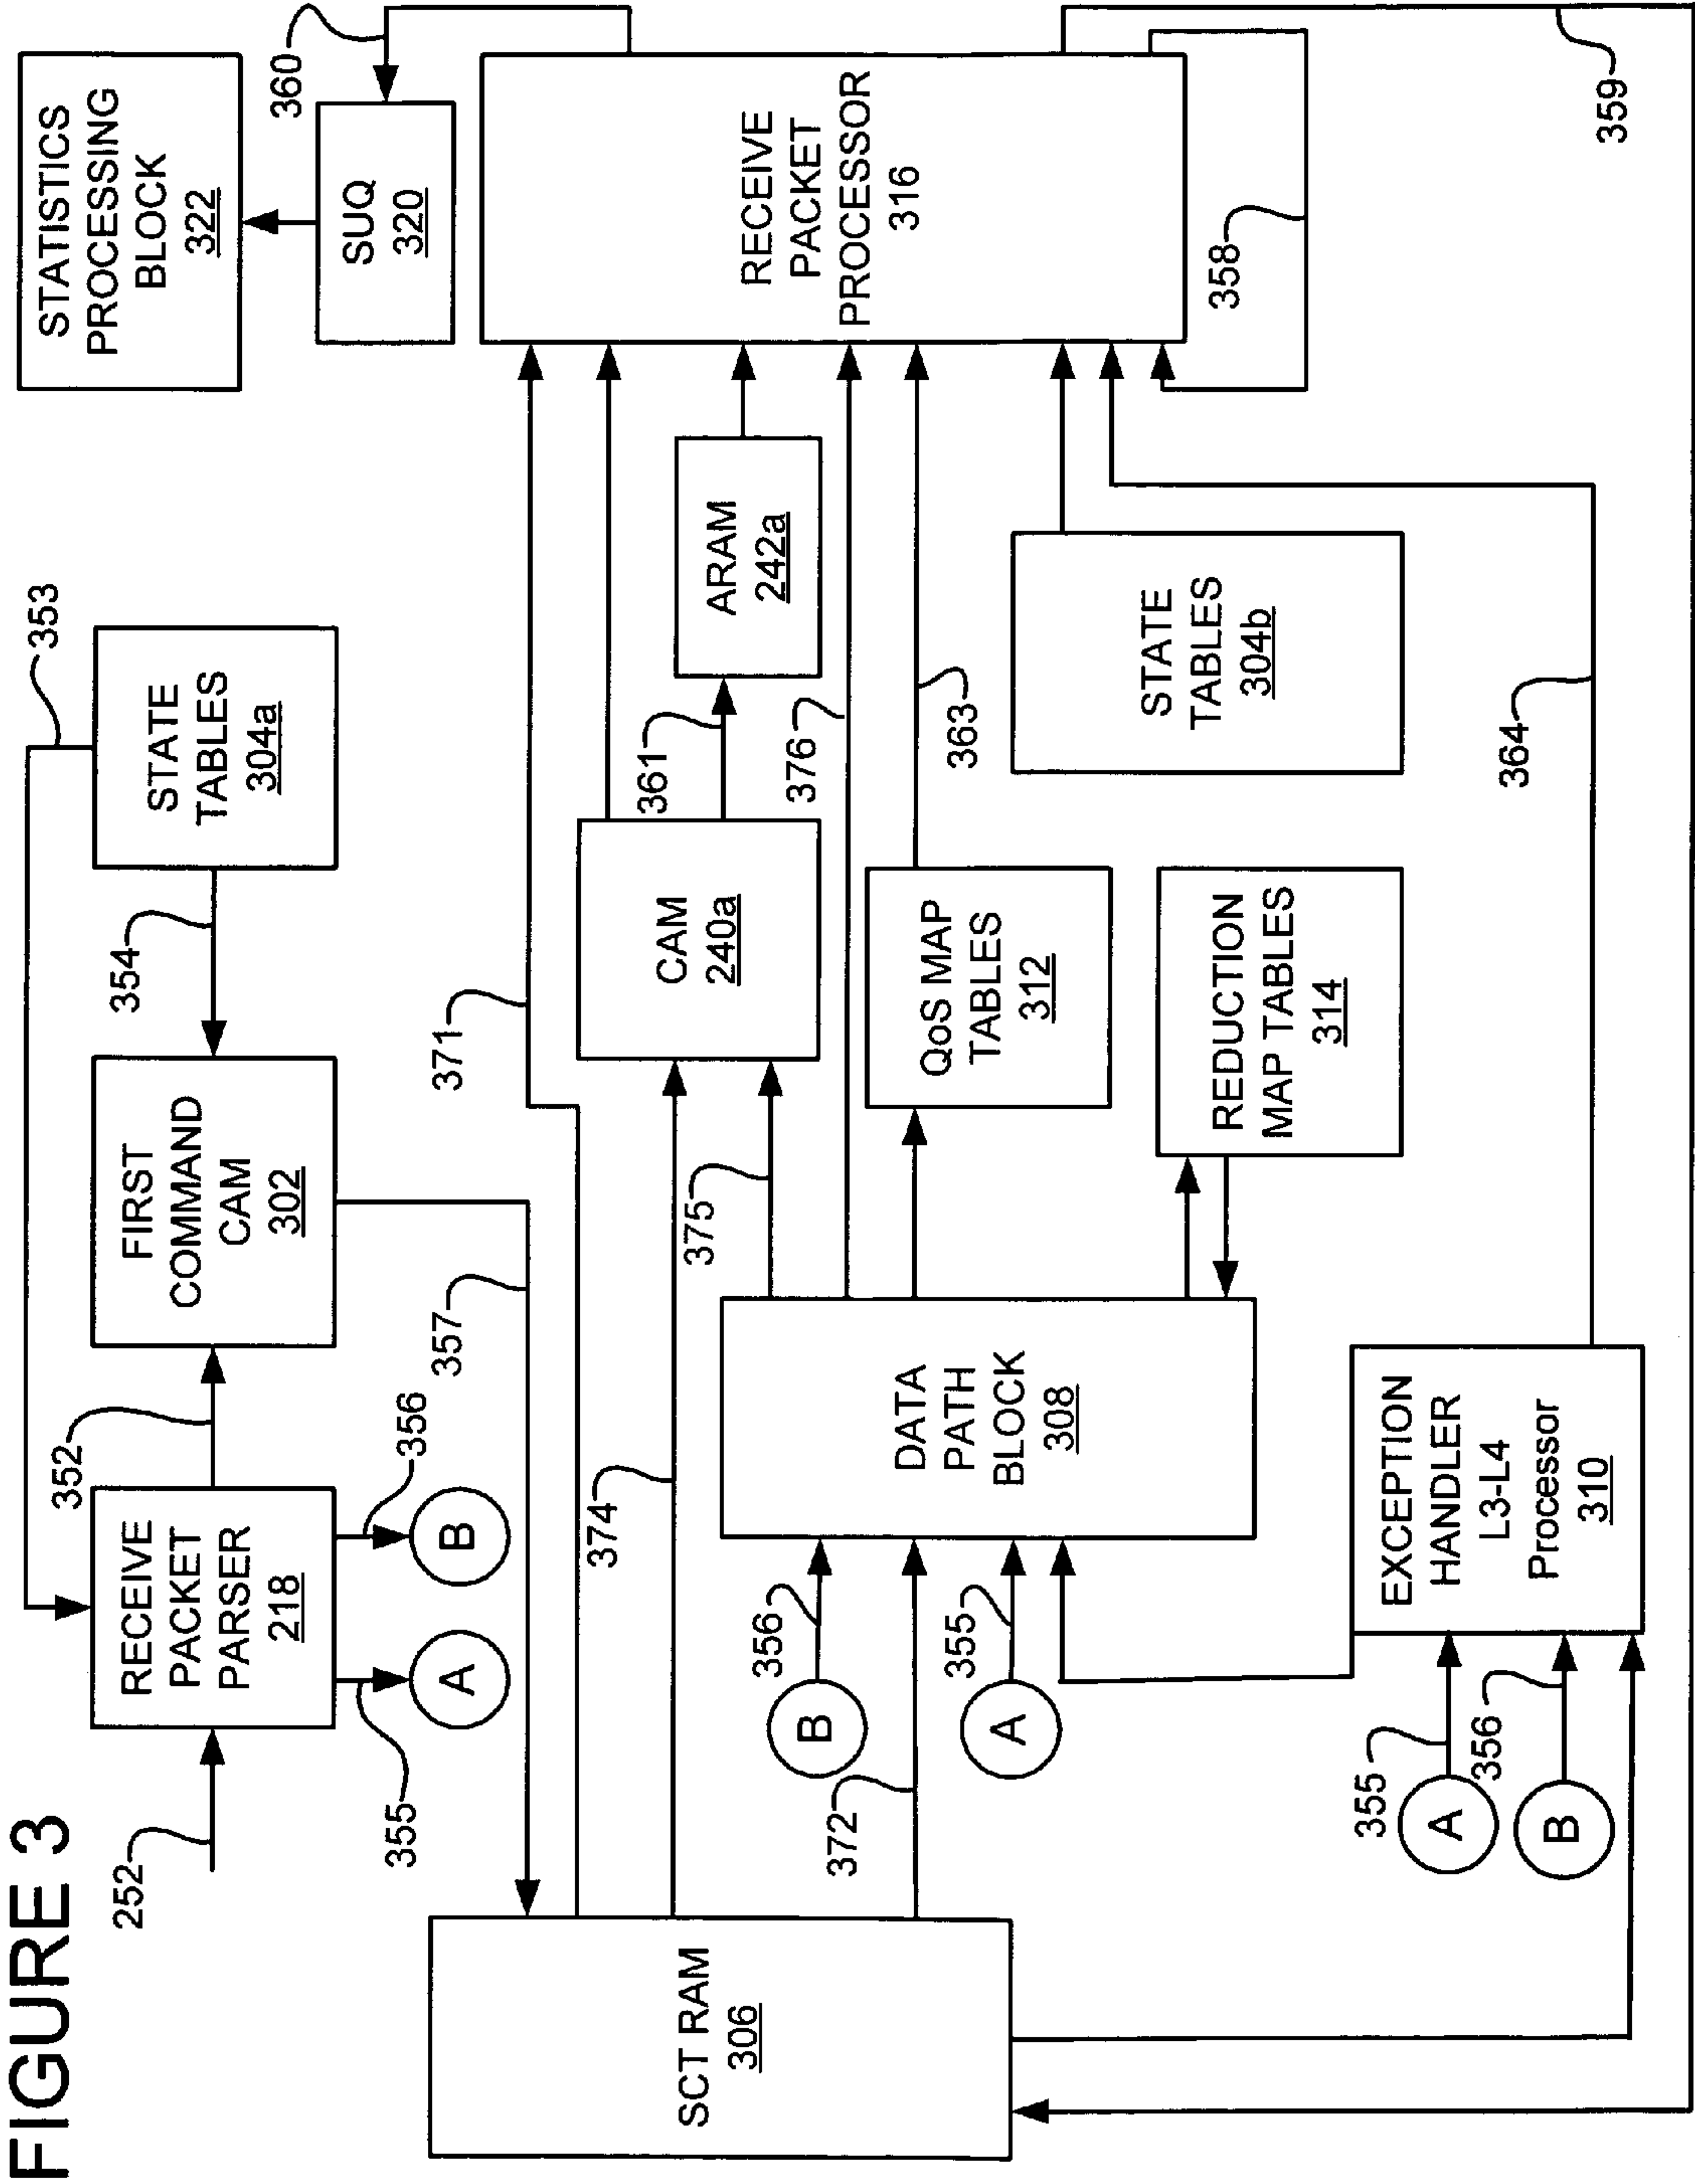 FIGURE 3
252
RECEIVE
PACKET
PARSER
218
352
FIRST
COMMAND
CAM
302
354
STATE
TABLES
304a
353
355
A
356
B
357
371
STATISTICS
PROCESSING
BLOCK
322
SUQ
320
360
SCT RAM
306
374
375
CAM
240a
361
ARAM
242a
376
RECEIVE
PACKET
PROCESSOR
316
B
356
372
A
355
DATA
PATH
BLOCK
308
QoS MAP
TABLES
312
363
REDUCTION
MAP TABLES
314
STATE
TABLES
304b
358
355
A
356
B
EXCEPTION
HANDLER
L3-L4
Processor
310
364
359